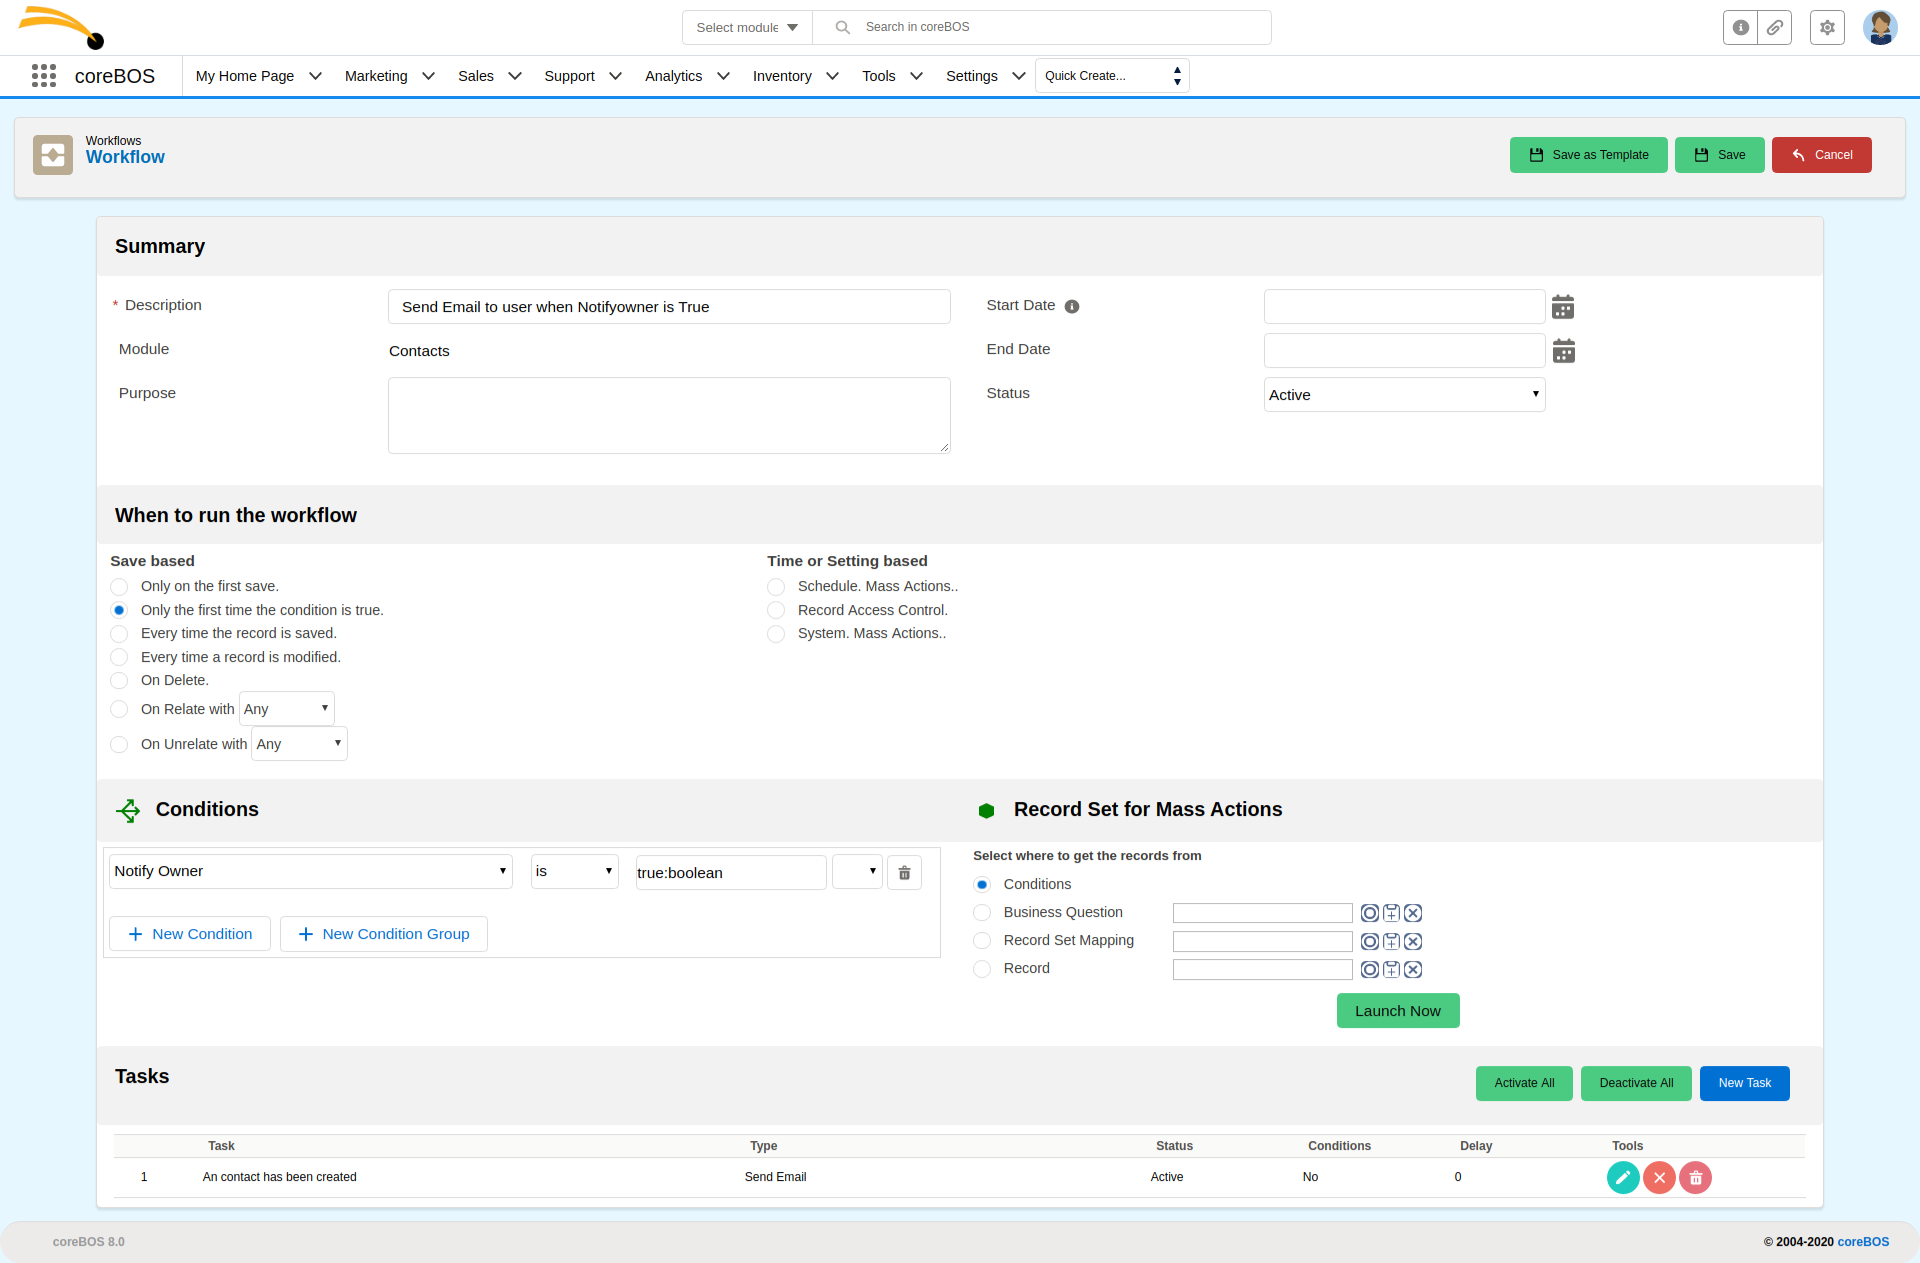 Select module
Search in coreBOS
coreBOS
My Home Page
Marketing
Sales
Support
Analytics
Inventory
Tools
Settings
Quick Create...
Workflows
Workflow
Save as Template
Save
Cancel
Summary
* Description
Send Email to user when Notifyowner is True
Start Date
Module
Contacts
End Date
Purpose
Status
Active
When to run the workflow
Save based
Time or Setting based
Only on the first save.
Schedule. Mass Actions..
Only the first time the condition is true.
Record Access Control.
Every time the record is saved.
System. Mass Actions..
Every time a record is modified.
On Delete.
On Relate with Any
On Unrelate with Any
Conditions
Record Set for Mass Actions
Notify Owner
is
true:boolean
Select where to get the records from
Conditions
Business Question
New Condition
New Condition Group
Record Set Mapping
Record
Launch Now
Tasks
Activate All
Deactivate All
New Task
Task Type Status Conditions Delay Tools
1 An contact has been created Send Email Active No 0
coreBOS 8.0
© 2004-2020 coreBOS